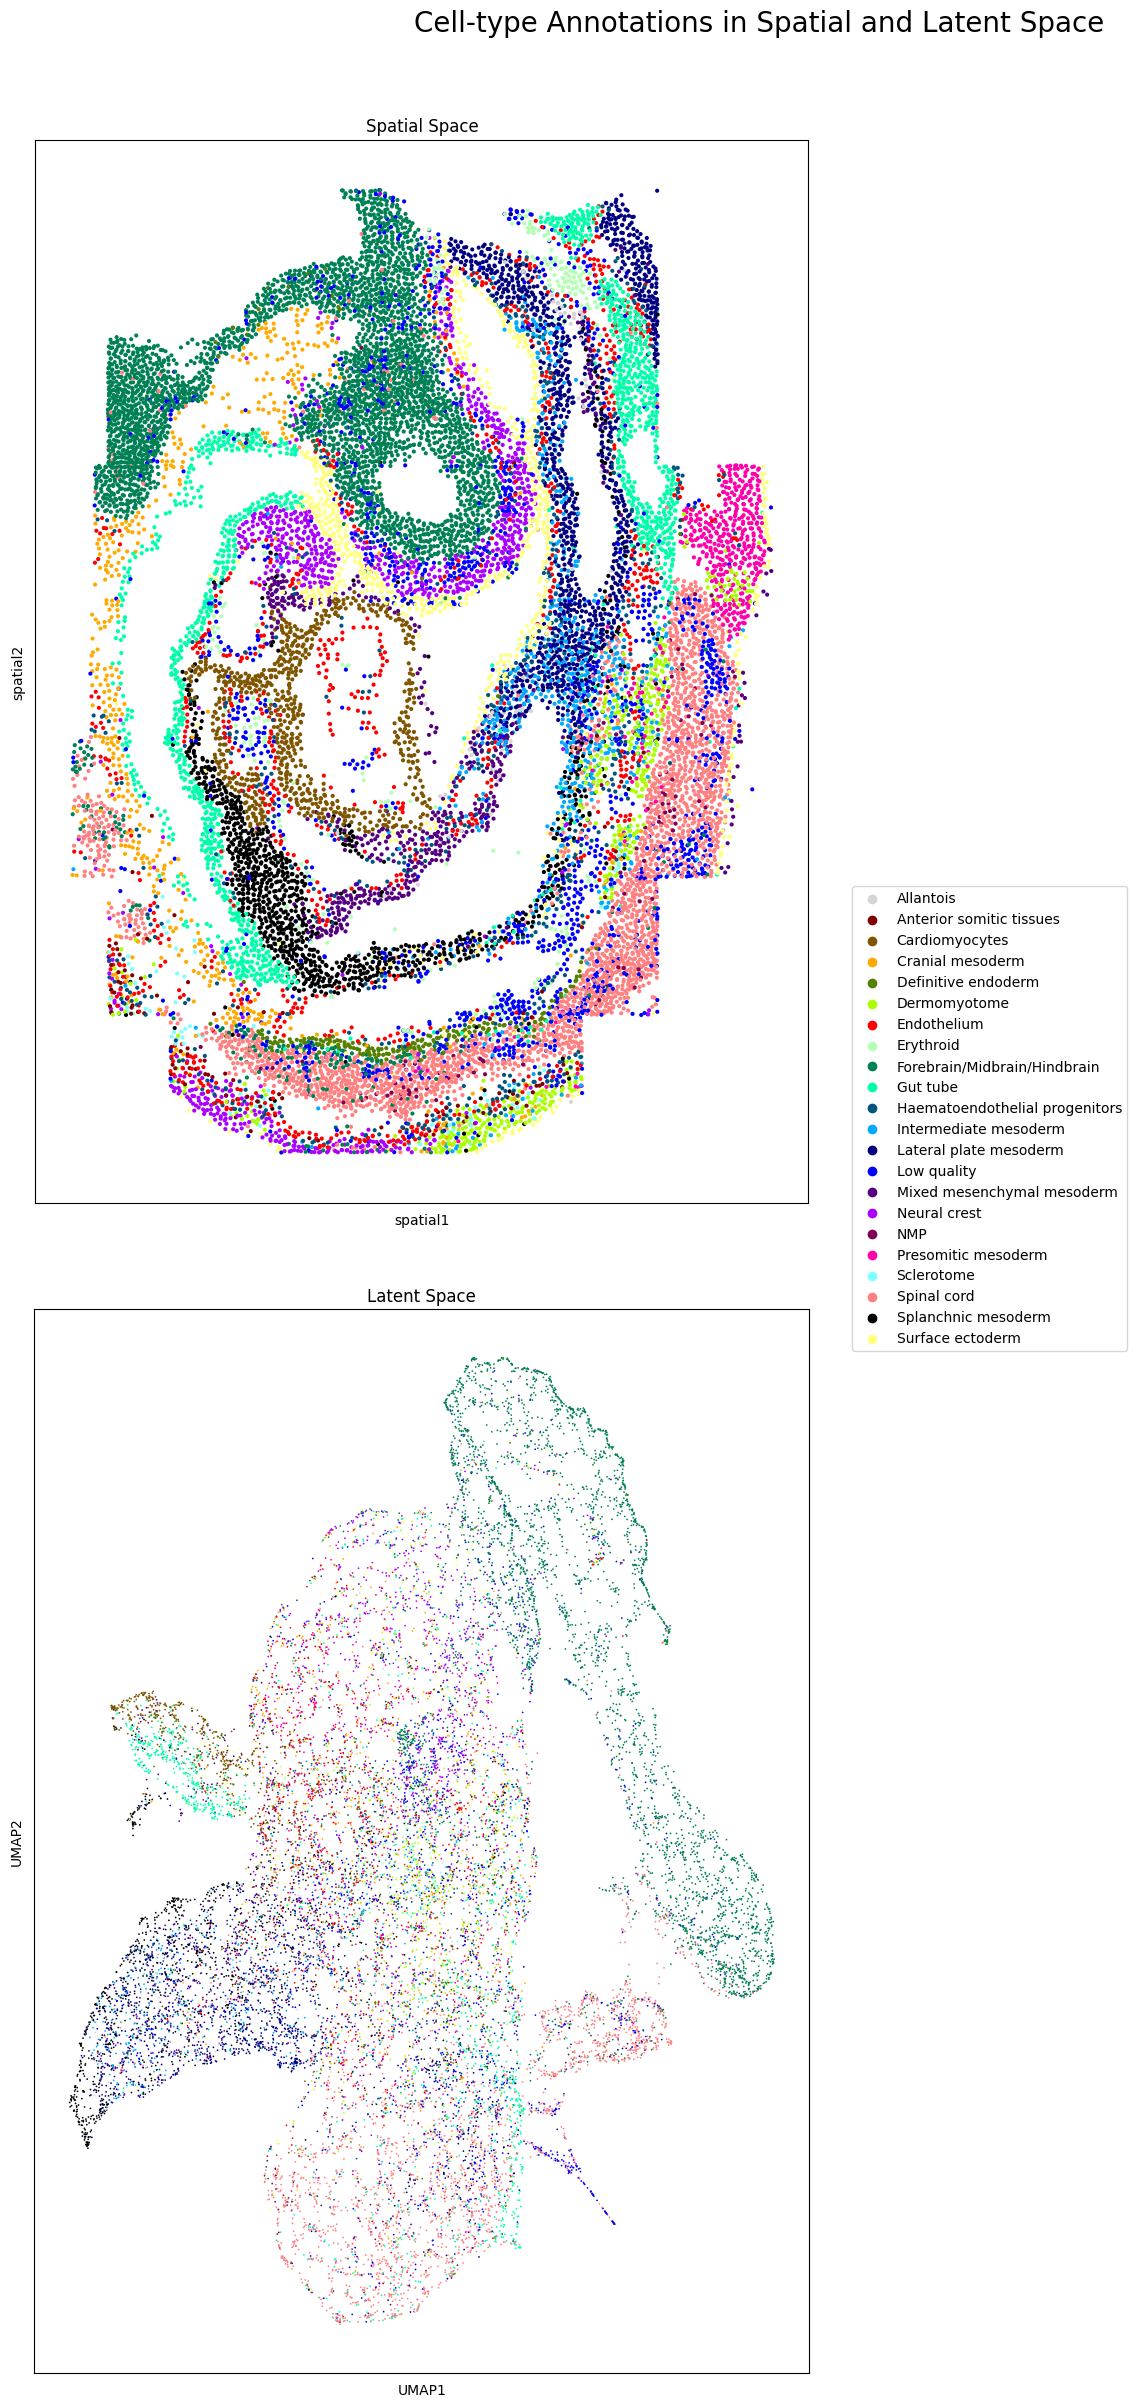 Cell-type Annotations in Spatial and Latent Space
Spatial Space
spatial2
spatial1
Allantois
Anterior somitic tissues
Cardiomyocytes
Cranial mesoderm
Definitive endoderm
Dermomyotome
Endothelium
Erythroid
Forebrain/Midbrain/Hindbrain
Gut tube
Haematoendothelial progenitors
Intermediate mesoderm
Lateral plate mesoderm
Low quality
Mixed mesenchymal mesoderm
Neural crest
NMP
Presomitic mesoderm
Sclerotome
Spinal cord
Splanchnic mesoderm
Surface ectoderm
Latent Space
UMAP2
UMAP1